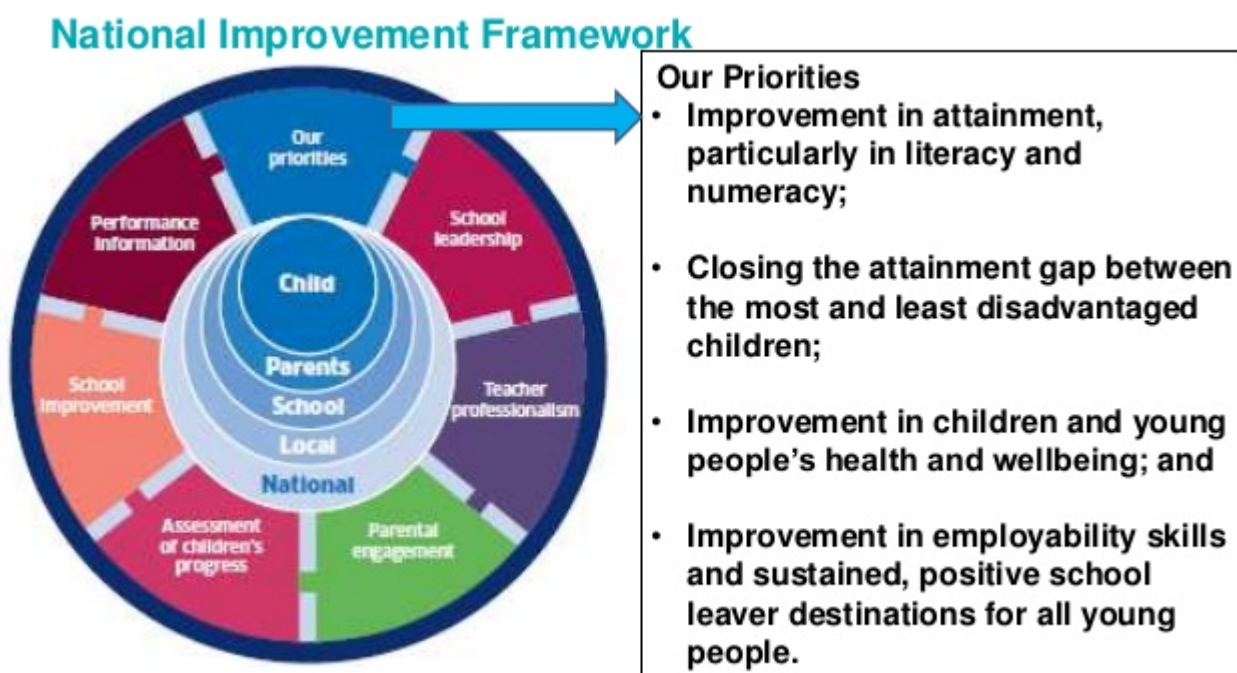 National Improvement Framework
Our
priorities
School
leadership
Teacher
professionalism
Parental
engagement
Assessment
of children's
progress
School
improvement
Performance
information
Child
Parents
School
Local
National
Our Priorities
• Improvement in attainment,
particularly in literacy and
numeracy;
• Closing the attainment gap between
the most and least disadvantaged
children;
• Improvement in children and young
people’s health and wellbeing; and
• Improvement in employability skills
and sustained, positive school
leaver destinations for all young
people.